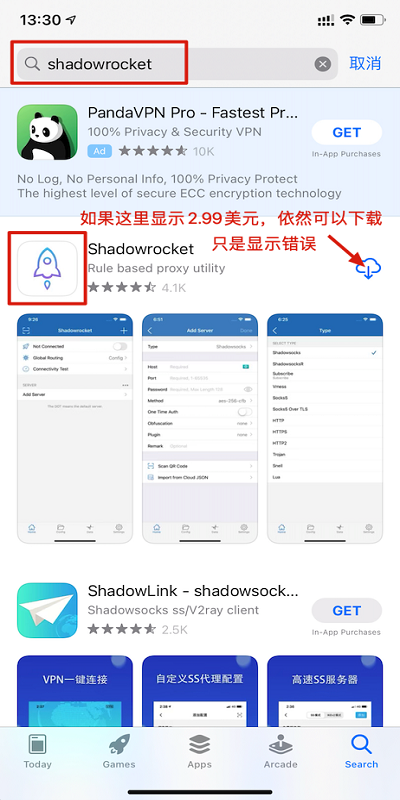 13:30
shadowrocket
取消
PandaVPN Pro - Fastest Pr...
100% Privacy & Security VPN
GET
Ad
10K
In-App Purchases
No Log, No Personal Info, 100% Privacy Protect
The highest level of secure ECC encryption technology
如果这里显示 2.99 美元，依然可以下载
只是显示错误
Shadowrocket
Rule based proxy utility
4.1K
Shadowrocket
Not Connected
Global Routing
Config
Connectivity Test
SERVER
Add Server
Add Server
Type
Shadowsocks
Host
Required
Port
Password
Method
aes-256-cfb
One Time Auth
Obfuscation
none
Plugin
none
Remark
Optional
Scan QR Code
Import from Cloud JSON
Type
SELECT TYPE
Shadowsocks
ShadowsocksR
Subscribe
Vmess
Socks5
Socks5 Over TLS
HTTP
HTTPS
HTTP2
Trojan
Snell
Lua
ShadowLink - shadowsock...
Shadowsocks ss/V2ray client
GET
2.5K
In-App Purchases
VPN一键连接
自定义SS代理配置
高速SS服务器
Today
Games
Apps
Arcade
Search